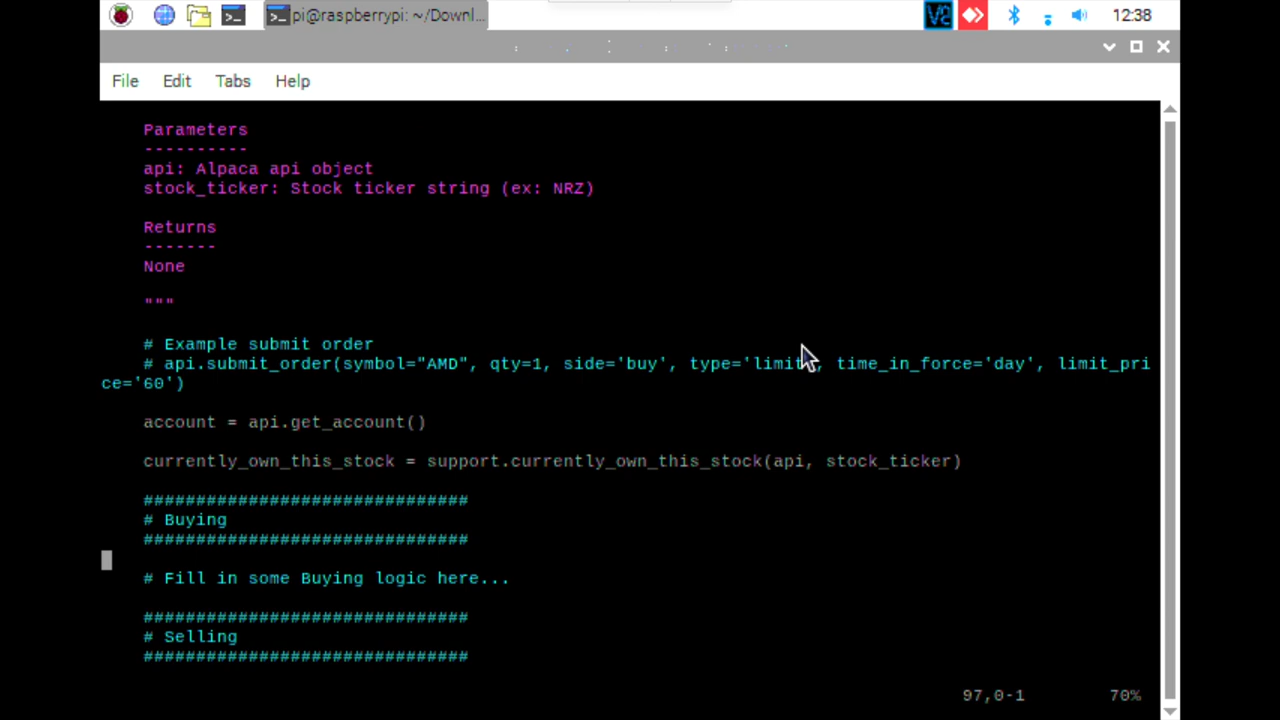 pi@raspberrypi: ~/Downl...
12:38
File Edit Tabs Help
Parameters
----------
api: Alpaca api object
stock_ticker: Stock ticker string (ex: NRZ)
Returns
-------
None
"""
# Example submit order
# api.submit_order(symbol="AMD", qty=1, side='buy', type='limit', time_in_force='day', limit_pri
ce='60')
account = api.get_account()
currently_own_this_stock = support.currently_own_this_stock(api, stock_ticker)
###############################
# Buying
###############################
# Fill in some Buying logic here...
###############################
# Selling
###############################
97,0-1 70%